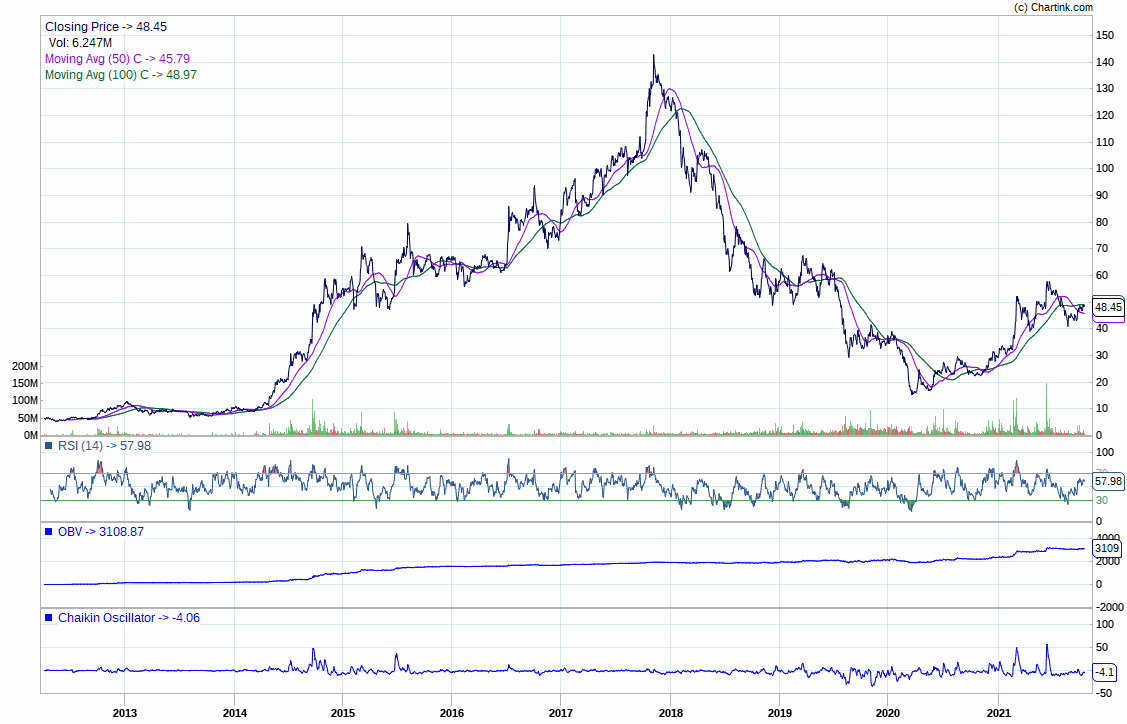 (c) Chartink.com
Closing Price -> 48.45
Vol: 6.247M
Moving Avg (50) C -> 45.79
Moving Avg (100) C -> 48.97
150
140
130
120
110
100
90
80
70
60
48.45
40
30
20
10
0
200M
150M
100M
50M
0M
RSI (14) -> 57.98
100
70
57.98
30
0
OBV -> 3108.87
4000
3109
2000
0
-2000
Chaikin Oscillator -> -4.06
100
50
-4.1
-50
2013 2014 2015 2016 2017 2018 2019 2020 2021